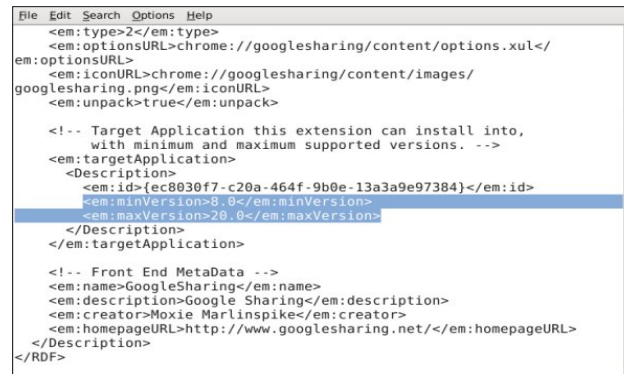 File Edit Search Options Help
<em:type>2</em:type>
<em:optionsURL>chrome://googlesharing/content/options.xul</
em:optionsURL>
<em:iconURL>chrome://googlesharing/content/images/
googlesharing.png</em:iconURL>
<em:unpack>true</em:unpack>
<!-- Target Application this extension can install into,
with minimum and maximum supported versions. -->
<em:targetApplication>
<Description>
<em:id>{ec8030f7-c20a-464f-9b0e-13a3a9e97384}</em:id>
<em:minVersion>8.0</em:minVersion>
<em:maxVersion>20.0</em:maxVersion>
</Description>
</em:targetApplication>
<!-- Front End MetaData -->
<em:name>GoogleSharing</em:name>
<em:description>Google Sharing</em:description>
<em:creator>Moxie Marlinspike</em:creator>
<em:homepageURL>http://www.googlesharing.net/</em:homepageURL>
</Description>
</RDF>